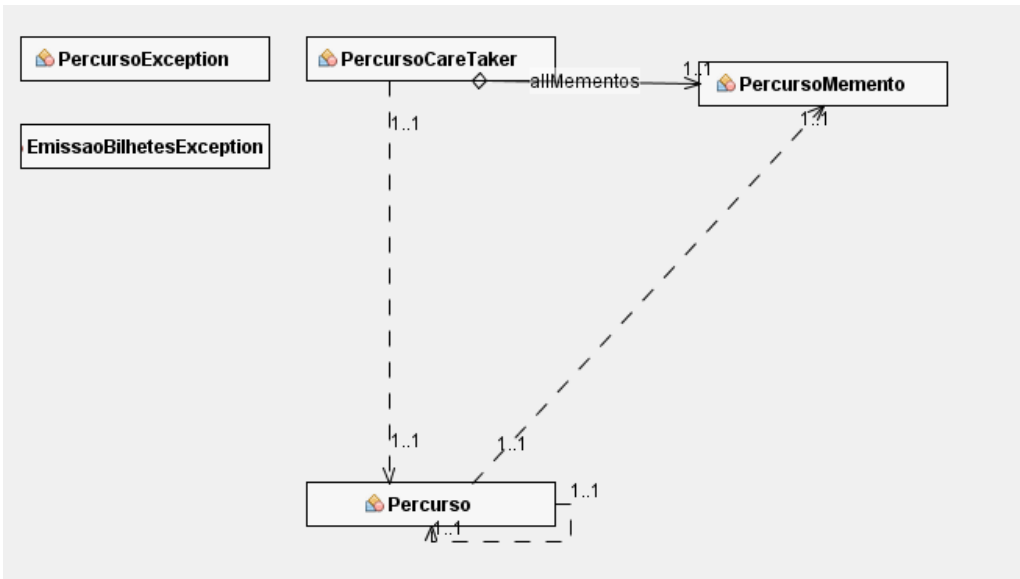 PercursoException
PercursoCareTaker
allMementos
1..1
PercursoMemento
1..1
1..1
EmissaoBilhetesException
1..1
1..1
1..1
Percurso
1..1